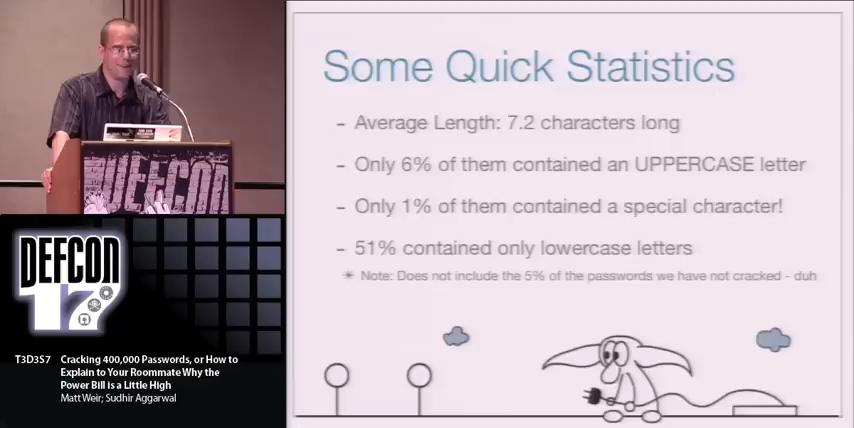 Some Quick Statistics
- Average Length: 7.2 characters long
- Only 6% of them contained an UPPERCASE letter
- Only 1% of them contained a special character!
- 51% contained only lowercase letters
* Note: Does not include the 5% of the passwords we have not cracked - duh
DEFCON
DEFCON
17
T3D3S7 Cracking 400,000 Passwords, or How to
Explain to Your Roommate Why the
Power Bill is a Little High
Matt Weir; Sudhir Aggarwal